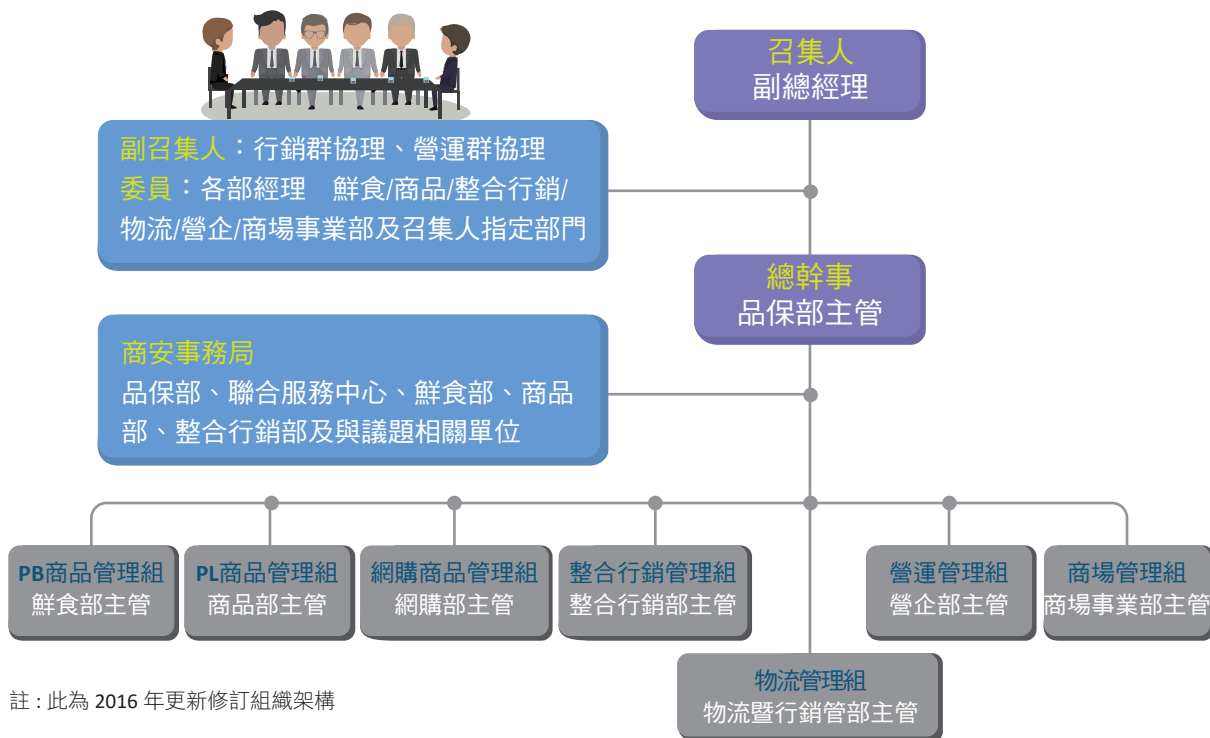 召集人
副總經理
副召集人：行銷群協理、營運群協理
委員：各部經理　鮮食/商品/整合行銷/
物流/營企/商場事業部及召集人指定部門
總幹事
品保部主管
商安事務局
品保部、聯合服務中心、鮮食部、商品
部、整合行銷部及與議題相關單位
PB商品管理組
鮮食部主管
PL商品管理組
商品部主管
網購商品管理組
網購部主管
整合行銷管理組
整合行銷部主管
營運管理組
營企部主管
商場管理組
商場事業部主管
物流管理組
物流暨行銷管部主管
註 : 此為 2016 年更新修訂組織架構